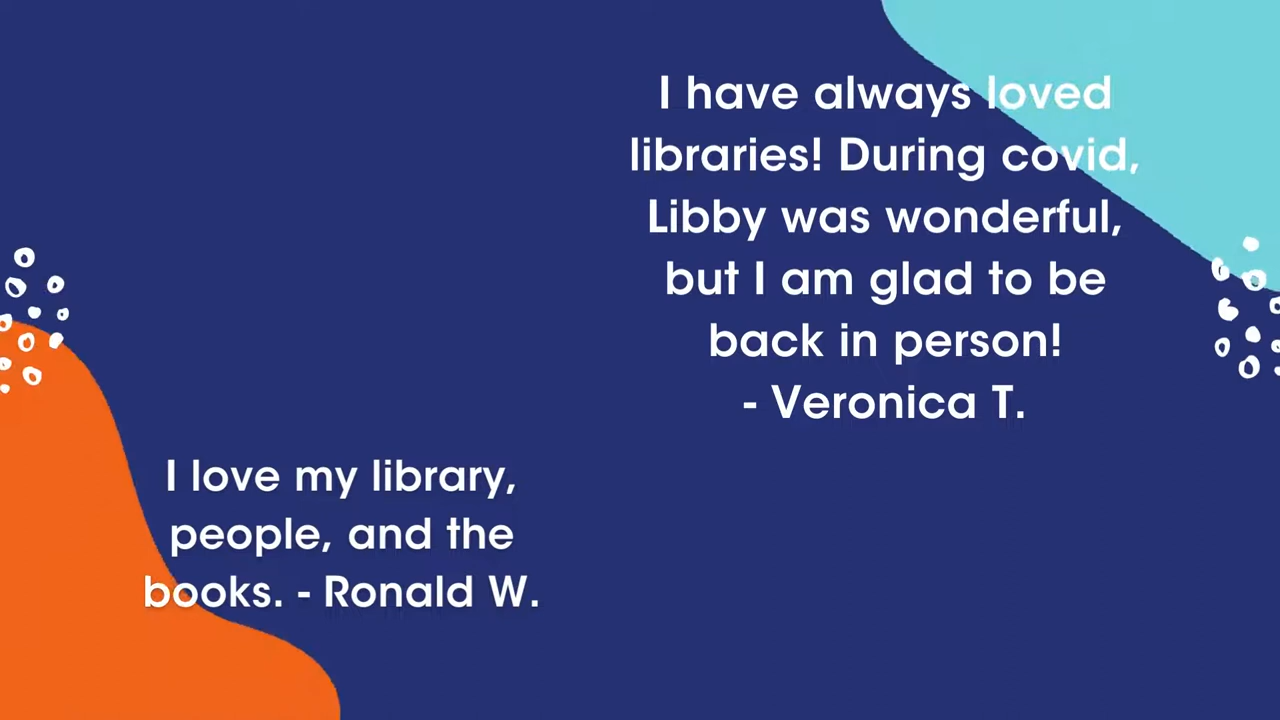 I have always loved
libraries! During covid,
Libby was wonderful,
but I am glad to be
back in person!
- Veronica T.
I love my library,
people, and the
books. - Ronald W.